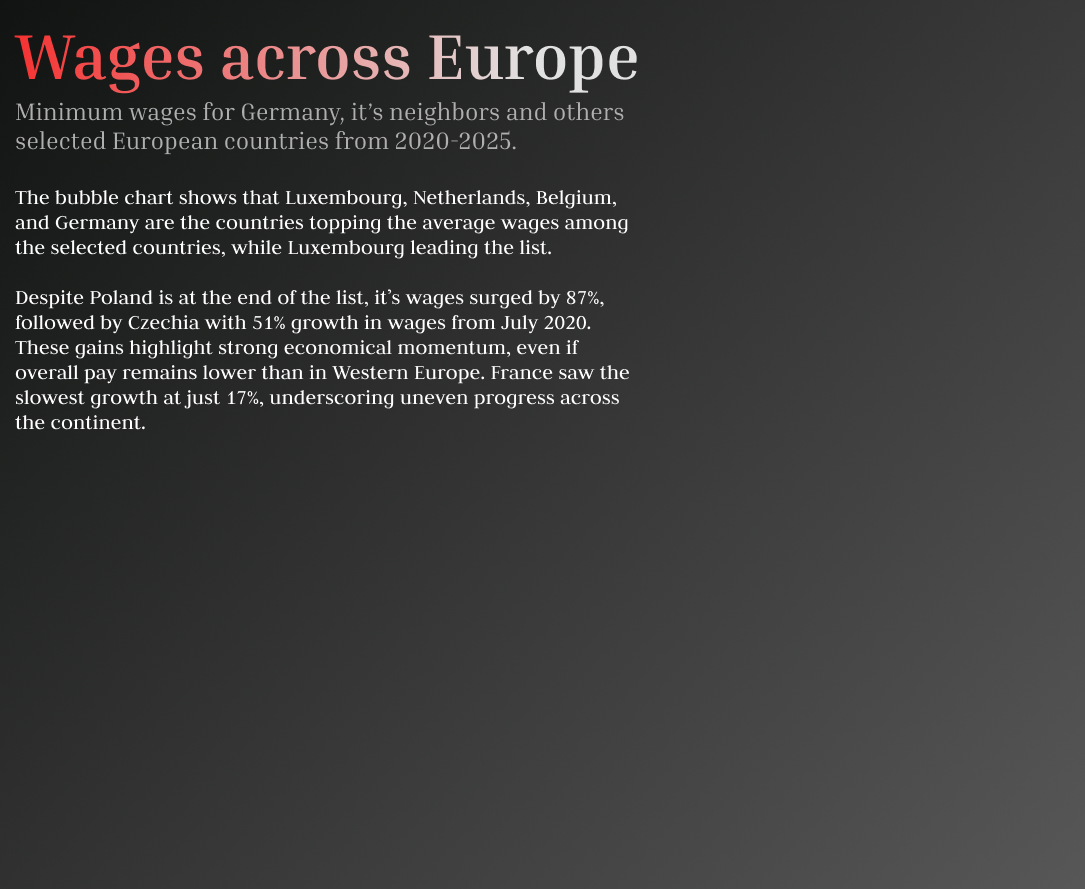 Wages across Europe
Minimum wages for Germany, it’s neighbors and others
selected European countries from 2020-2025.
The bubble chart shows that Luxembourg, Netherlands, Belgium,
and Germany are the countries topping the average wages among
the selected countries, while Luxembourg leading the list.
Despite Poland is at the end of the list, it’s wages surged by 87%,
followed by Czechia with 51% growth in wages from July 2020.
These gains highlight strong economical momentum, even if
overall pay remains lower than in Western Europe. France saw the
slowest growth at just 17%, underscoring uneven progress across
the continent.